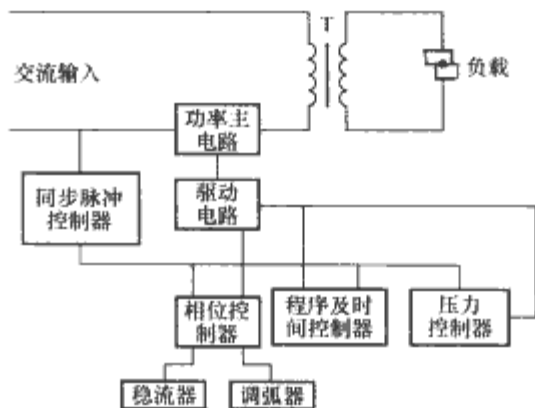 T
交流输入
负载
功率主
电路
同步脉冲
控制器
驱动
电路
相位控
制器
程序及时
间控制器
压力
控制器
稳流器
调弧器